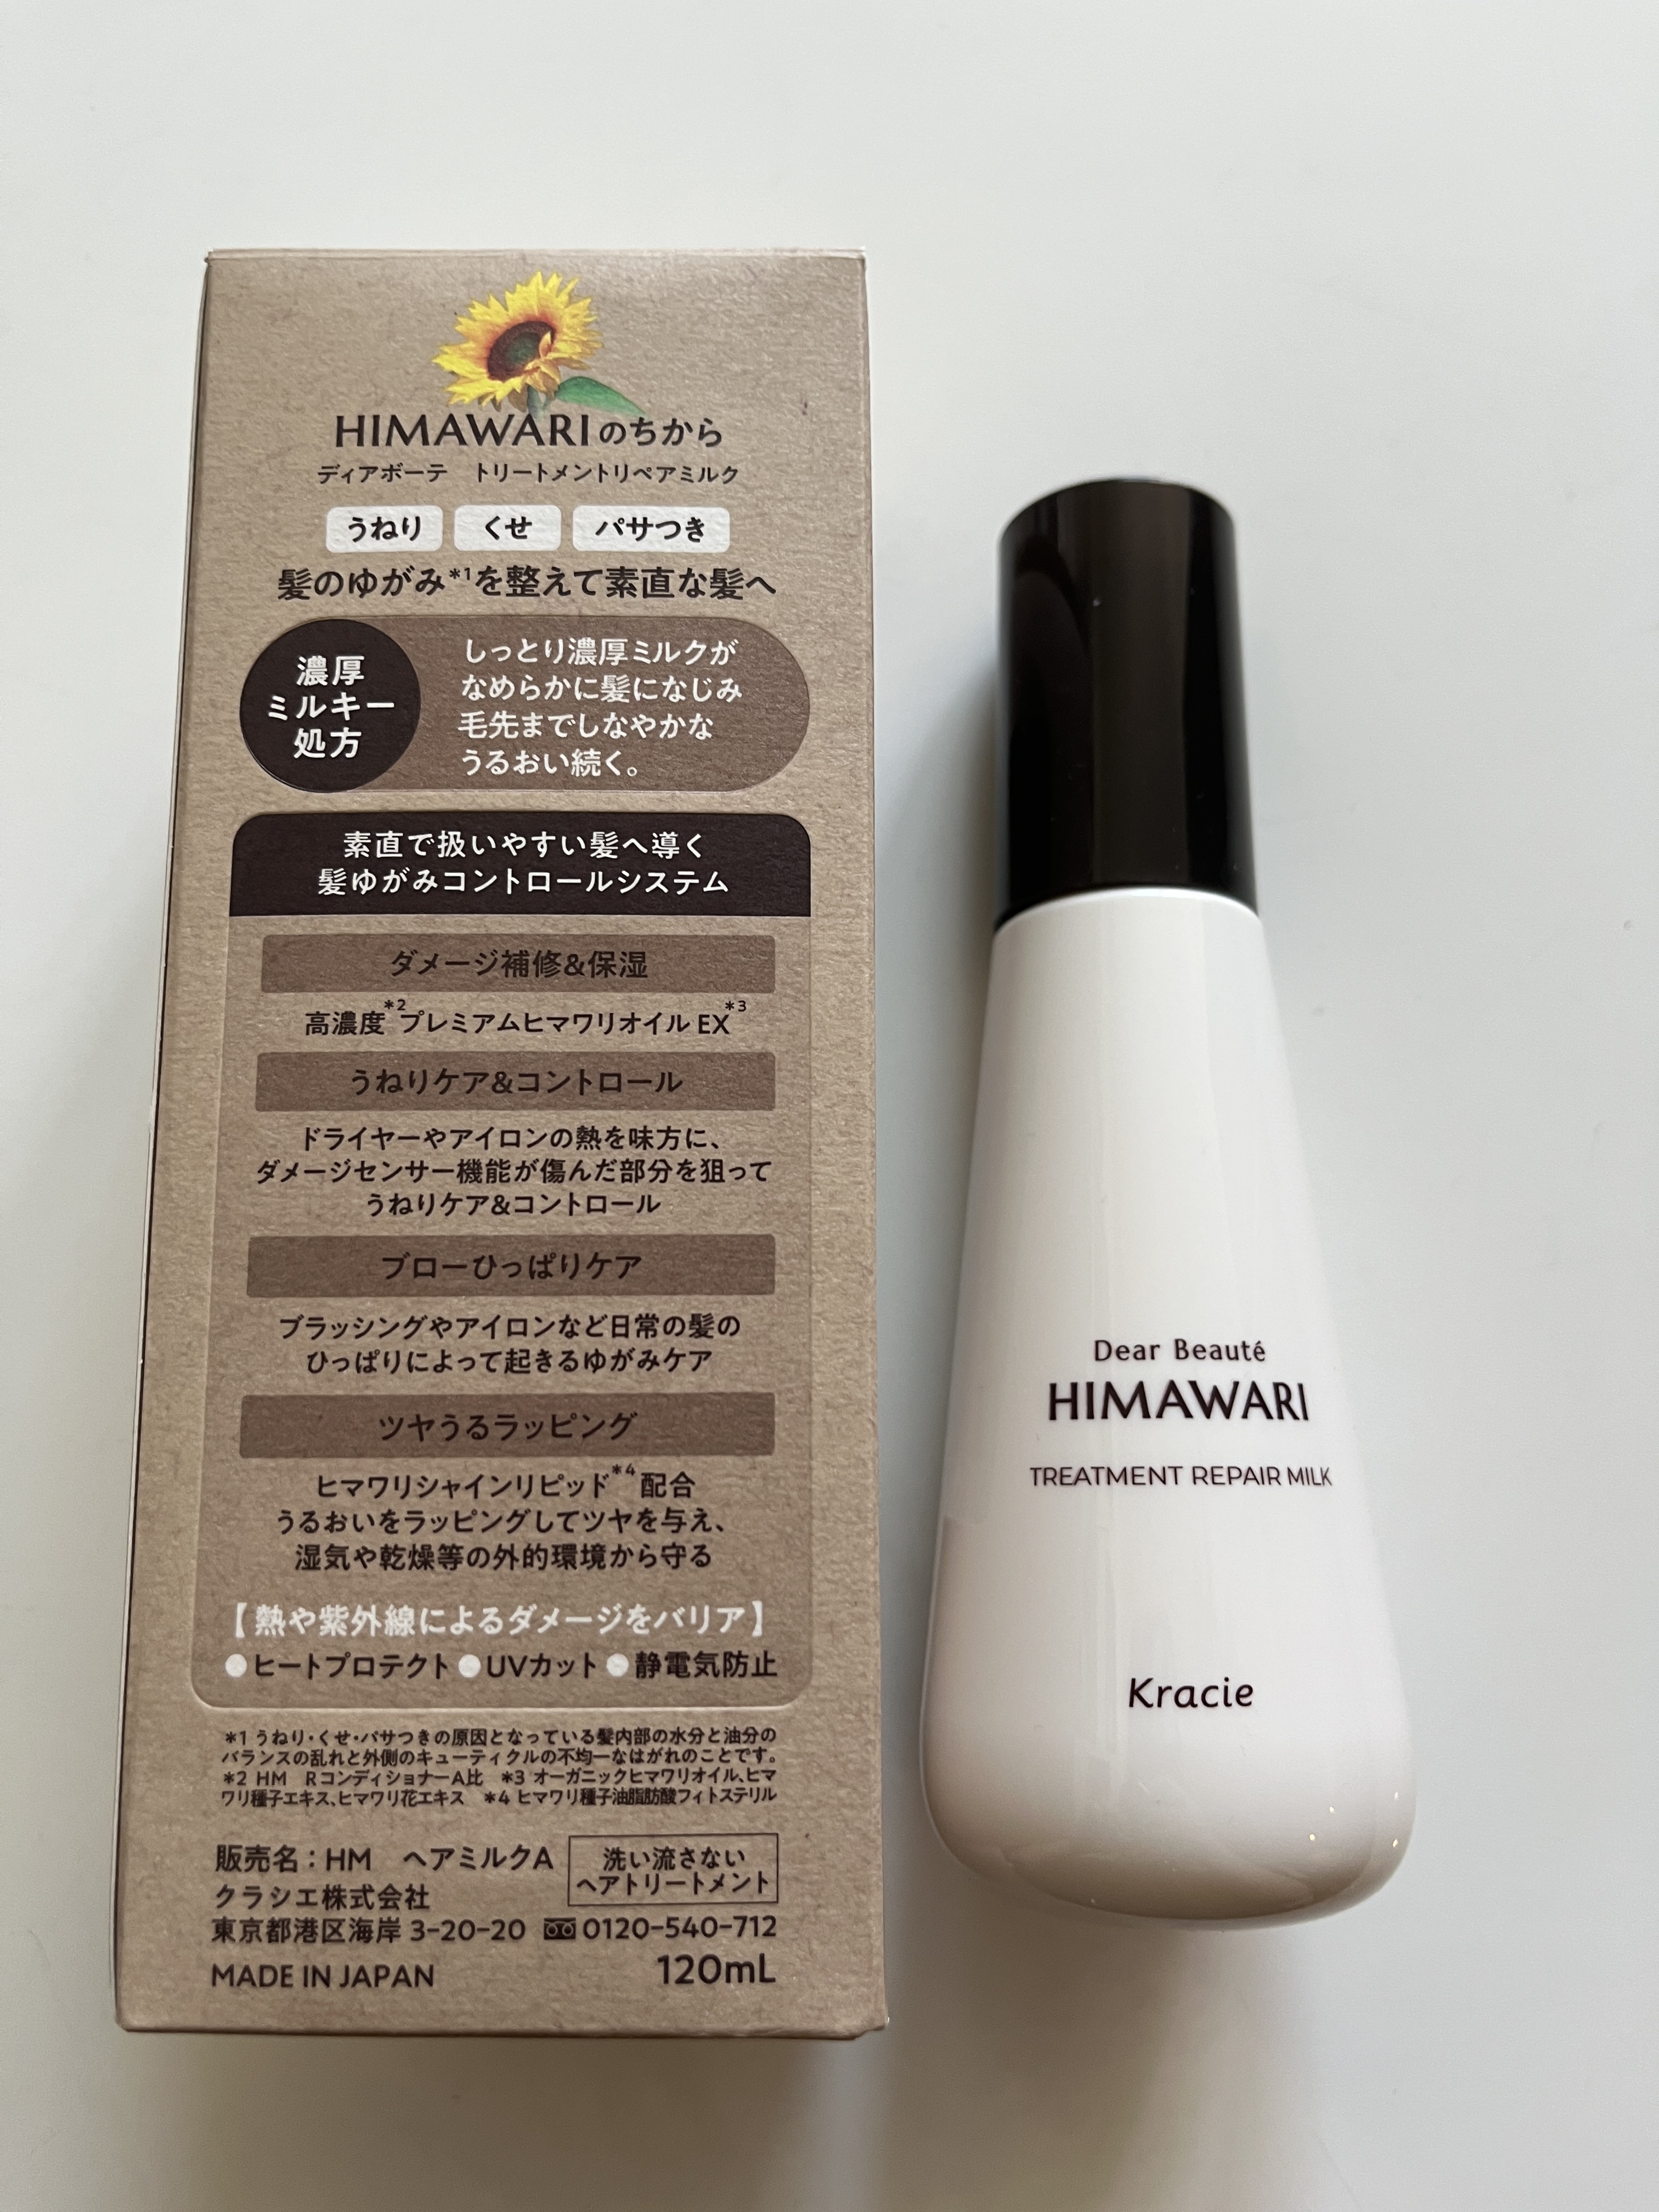 HIMAWARIのちから
ディアボーテ　トリートメントリペアミルク
うねり くせ パサつき
髪のゆがみ*1を整えて素直な髪へ
濃厚
ミルキー
処方
しっとり濃厚ミルクが
なめらかに髪になじみ
毛先までしなやかな
うるおい続く。
素直で扱いやすい髪へ導く
髪ゆがみコントロールシステム
ダメージ補修&保湿
高濃度*2プレミアムヒマワリオイル EX*3
うねりケア&コントロール
ドライヤーやアイロンの熱を味方に、
ダメージセンサー機能が傷んだ部分を狙って
うねりケア&コントロール
ブローひっぱりケア
ブラッシングやアイロンなど日常の髪の
ひっぱりによって起きるゆがみケア
ツヤうるラッピング
ヒマワリシャインリピッド*4配合
うるおいをラッピングしてツヤを与え、
湿気や乾燥等の外的環境から守る
【熱や紫外線によるダメージをバリア】
●ヒートプロテクト ●UVカット ●静電気防止
*1 うねり・くせ・パサつきの原因となっている髪内部の水分と油分の
バランスの乱れと外側のキューティクルの不均一なはがれのことです。
*2 HM　RコンディショナーA比　*3 オーガニックヒマワリオイル、ヒマ
ワリ種子エキス、ヒマワリ花エキス　*4 ヒマワリ種子油脂肪酸フィトステリル
販売名：HM　ヘアミルクA
洗い流さない
ヘアトリートメント
クラシエ株式会社
東京都港区海岸 3-20-20 0120-540-712
MADE IN JAPAN 120mL
Dear Beauté
HIMAWARI
TREATMENT REPAIR MILK
Kracie